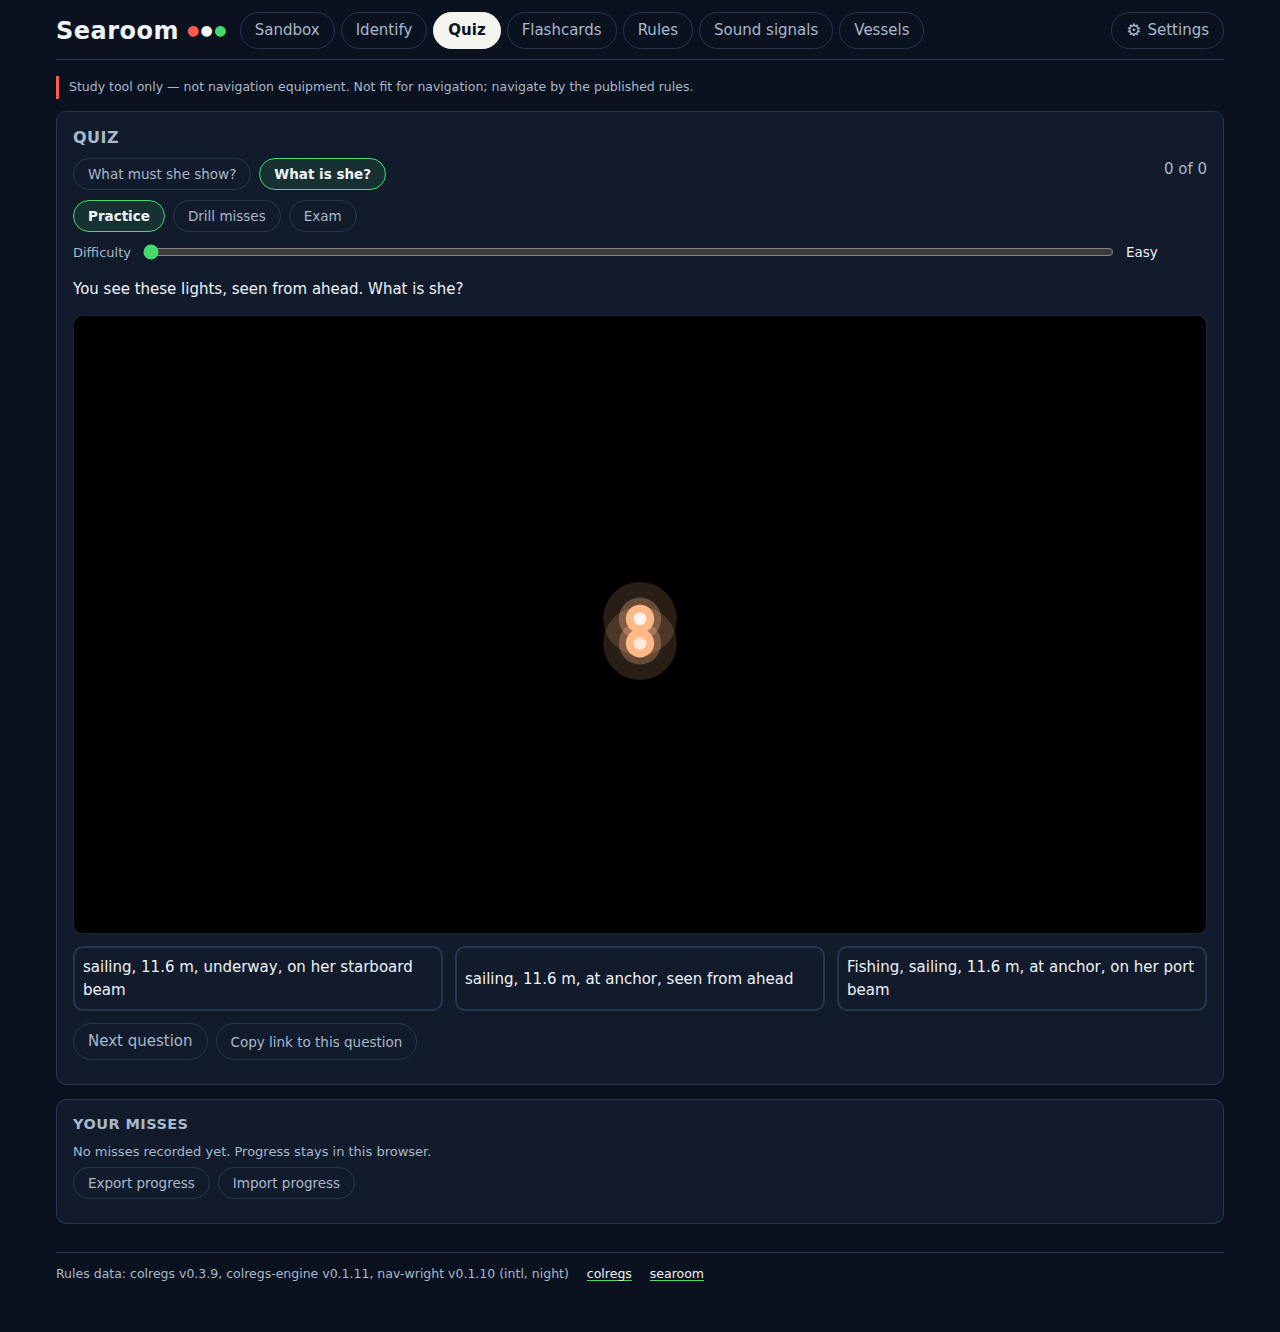 Searoom
Sandbox
Identify
Quiz
Flashcards
Rules
Sound signals
Vessels
⚙ Settings
Study tool only — not navigation equipment. Not fit for navigation; navigate by the published rules.
QUIZ
What must she show?
What is she?
0 of 0
Practice
Drill misses
Exam
Difficulty
Easy
You see these lights, seen from ahead. What is she?
sailing, 11.6 m, underway, on her starboard
beam
sailing, 11.6 m, at anchor, seen from ahead
Fishing, sailing, 11.6 m, at anchor, on her port
beam
Next question
Copy link to this question
YOUR MISSES
No misses recorded yet. Progress stays in this browser.
Export progress
Import progress
Rules data: colregs v0.3.9, colregs-engine v0.1.11, nav-wright v0.1.10 (intl, night)
colregs
searoom